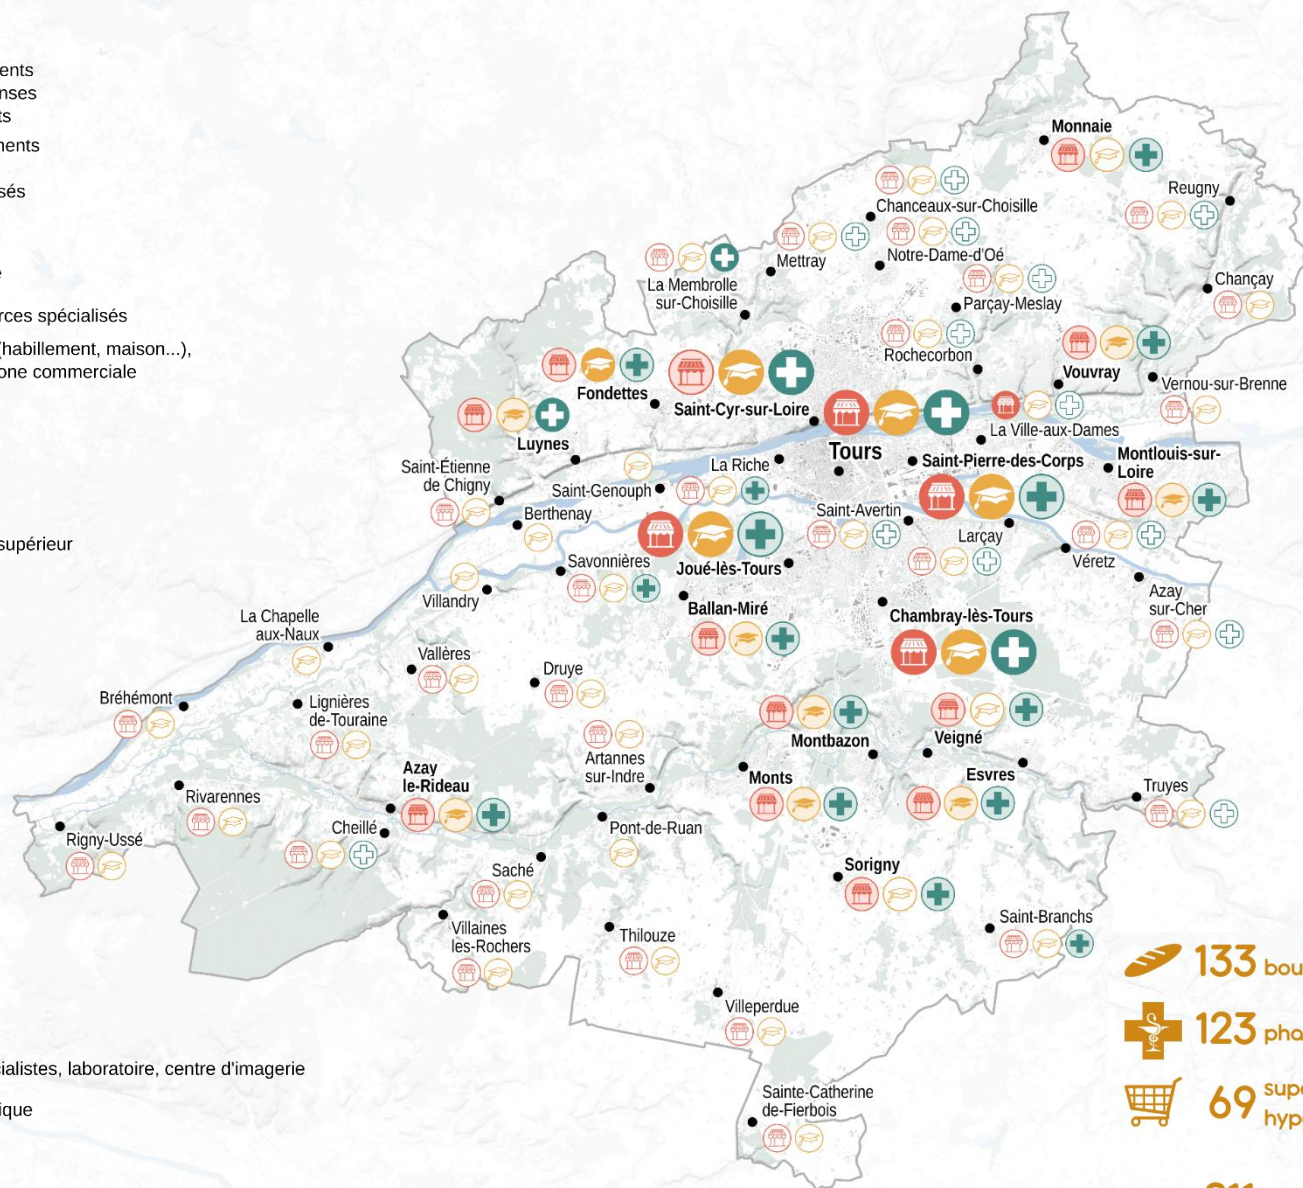 ents
nses
ts
nents
sés
e
rces spécialisés
(habillement, maison...),
one commerciale
supérieur
cialistes, laboratoire, centre d'imagerie
ique
Monnaie
Reugny
Chanceaux-sur-Choisille
Mettray
Notre-Dame-d'Oé
La Membrolle
sur-Choisille
Chançay
Parçay-Meslay
Rochecorbon
Vouvray
Vernou-sur-Brenne
Fondettes
Saint-Cyr-sur-Loire
La Ville-aux-Dames
Luynes
Tours
Saint-Pierre-des-Corps
Montlouis-sur-
Loire
La Riche
Saint-Étienne
de Chigny
Saint-Genouph
Berthenay
Saint-Avertin
Larçay
Véretz
Savonnières
Joué-lès-Tours
Villandry
Azay
sur-Cher
Ballan-Miré
Chambray-lès-Tours
La Chapelle
aux-Naux
Vallères
Druye
Bréhémont
Lignières
de-Touraine
Artannes
sur-Indre
Montbazon
Veigné
Azay
le-Rideau
Monts
Esvres
Truyes
Rivarennes
Cheillé
Pont-de-Ruan
Rigny-Ussé
Saché
Sorigny
Villaines
les-Rochers
Thilouze
Saint-Branchs
Villeperdue
Sainte-Catherine
de-Fierbois
133 bou
123 pha
69 supe
hype